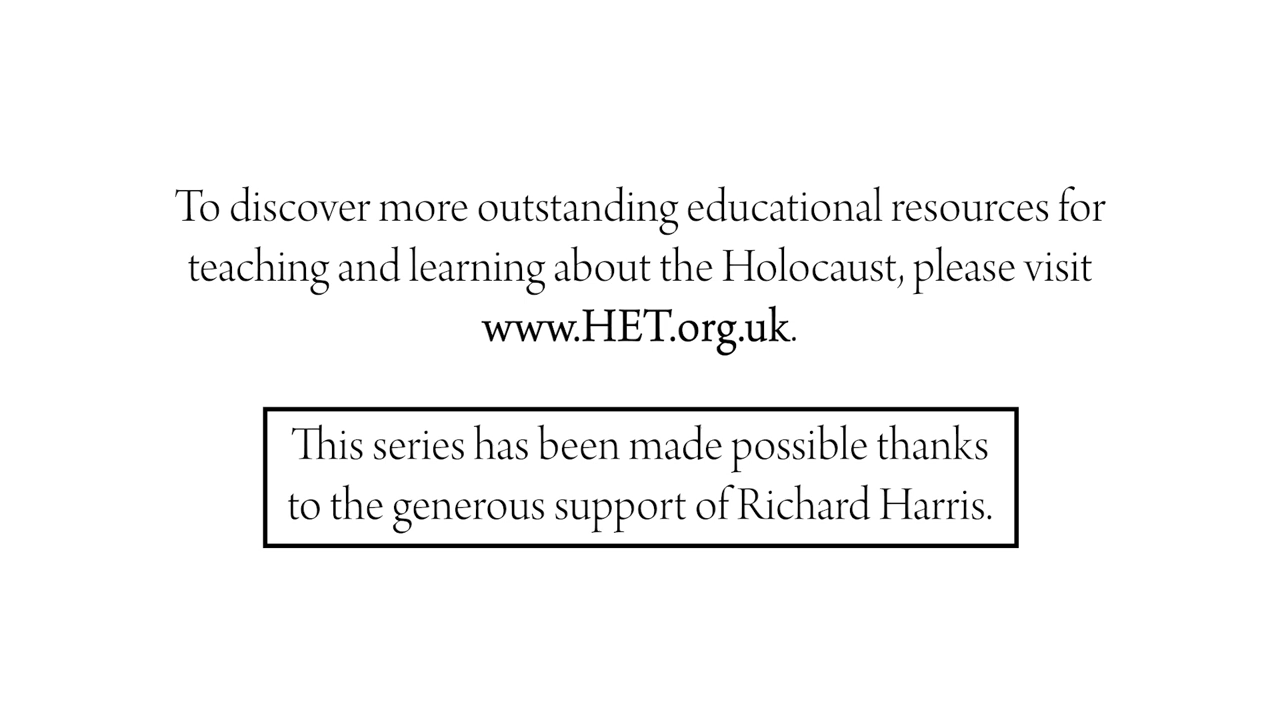 To discover more outstanding educational resources for
teaching and learning about the Holocaust, please visit
www.HET.org.uk.
This series has been made possible thanks
to the generous support of Richard Harris.